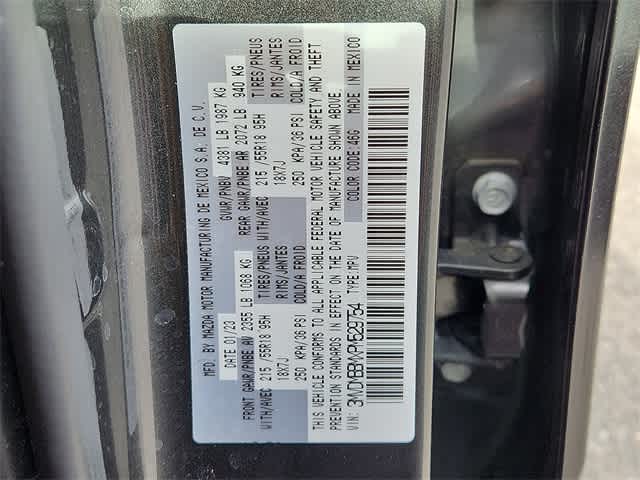 MFD. BY MAZDA MOTOR MANUFACTURING DE MEXICO S.A. DE C.V.
DATE 01/23 GVWR/PNBV 4381 LB 1987 KG
FRONT GAWR/PNBE AV 2355 LB 1068 KG REAR GAWR/PNBE AR 2072 LB 940 KG
WITH/AVEC 215 /55R18 95H TIRES/PNEU WITH/AVEC 215 /55R18 95H TIRES/PNEUS
18X7J RIMS/JANTES 18X7J RIMS/JANTES
250 KPA/36 PSI COLD/A FROID 250 KPA/36 PSI COLD/A FROID
THIS VEHICLE CONFORMS TO ALL APPLICABLE FEDERAL MOTOR VEHICLE SAFETY AND THEFT
PREVENTION STANDARDS IN EFFECT ON THE DATE OF MANUFACTURE SHOWN ABOVE.
VIN: TYPE: MPV COLOR CODE: 46G MADE IN MEXICO